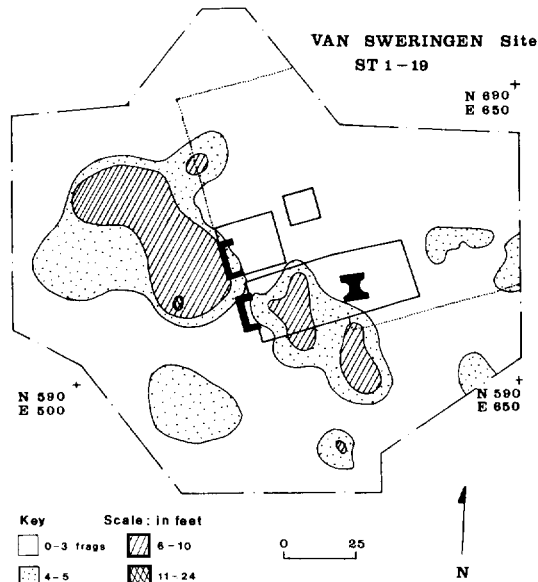 VAN SWERINGEN Site
ST 1-19
N 690
E 650
N 590
E 500
N 590
E 650
Key
Scale: in feet
0-3 frags
6-10
4-5
11-24
0
25
N